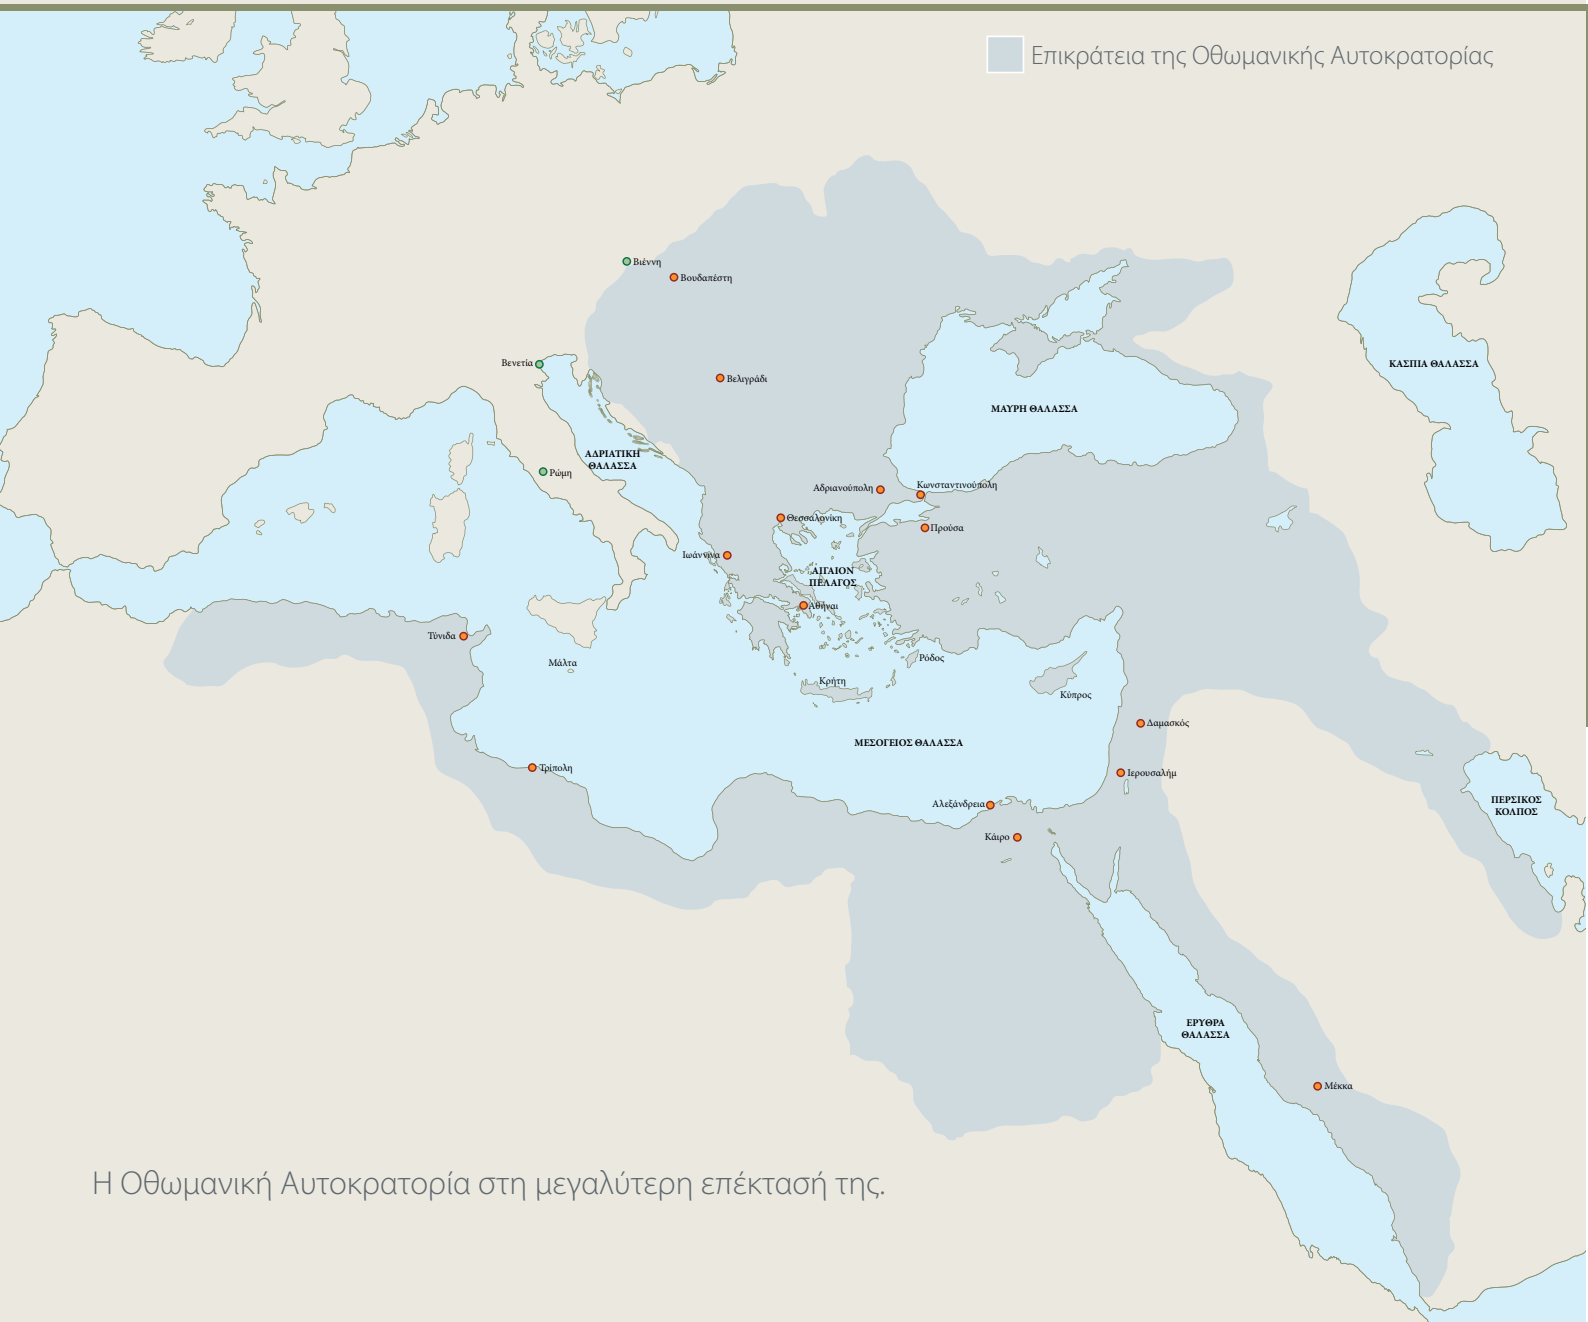 Επικράτεια της Οθωμανικής Αυτοκρατορίας
Βιέννη
Βουδαπέστη
Βενετία
ΚΑΣΠΙΑ ΘΑΛΑΣΣΑ
Βελιγράδι
ΜΑΥΡΗ ΘΑΛΑΣΣΑ
ΑΔΡΙΑΤΙΚΗ
ΘΑΛΑΣΣΑ
Ρώμη
Αδριανούπολη
Κωνσταντινούπολη
Θεσσαλονίκη
Προύσα
Ιωάννινα
ΑΙΓΑΙΟΝ
ΠΕΛΑΓΟΣ
Αθήναι
Τύνιδα
Μάλτα
Ρόδος
Κρήτη
Κύπρος
Δαμασκός
ΜΕΣΟΓΕΙΟΣ ΘΑΛΑΣΣΑ
Τρίπολη
Ιερουσαλήμ
Αλεξάνδρεια
ΠΕΡΣΙΚΟΣ
ΚΟΛΠΟΣ
Κάιρο
ΕΡΥΘΡΑ
ΘΑΛΑΣΣΑ
Μέκκα
Η Οθωμανική Αυτοκρατορία στη μεγαλύτερη επέκτασή της.